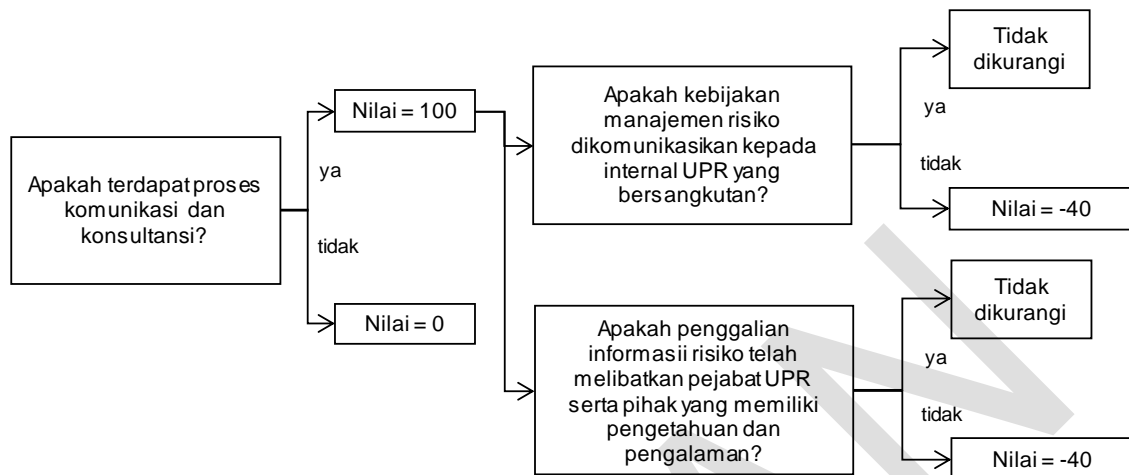 Apakah terdapat proses
komunikasi dan
konsultansi?
ya
tidak
Nilai = 100
Nilai = 0
Apakah kebijakan
manajemen risiko
dikomunikasikan kepada
internal UPR yang
bersangkutan?
ya
tidak
Tidak
dikurangi
Nilai = -40
Apakah penggalian
informasii risiko telah
melibatkan pejabat UPR
serta pihak yang memiliki
pengetahuan dan
pengalaman?
ya
tidak
Tidak
dikurangi
Nilai = -40